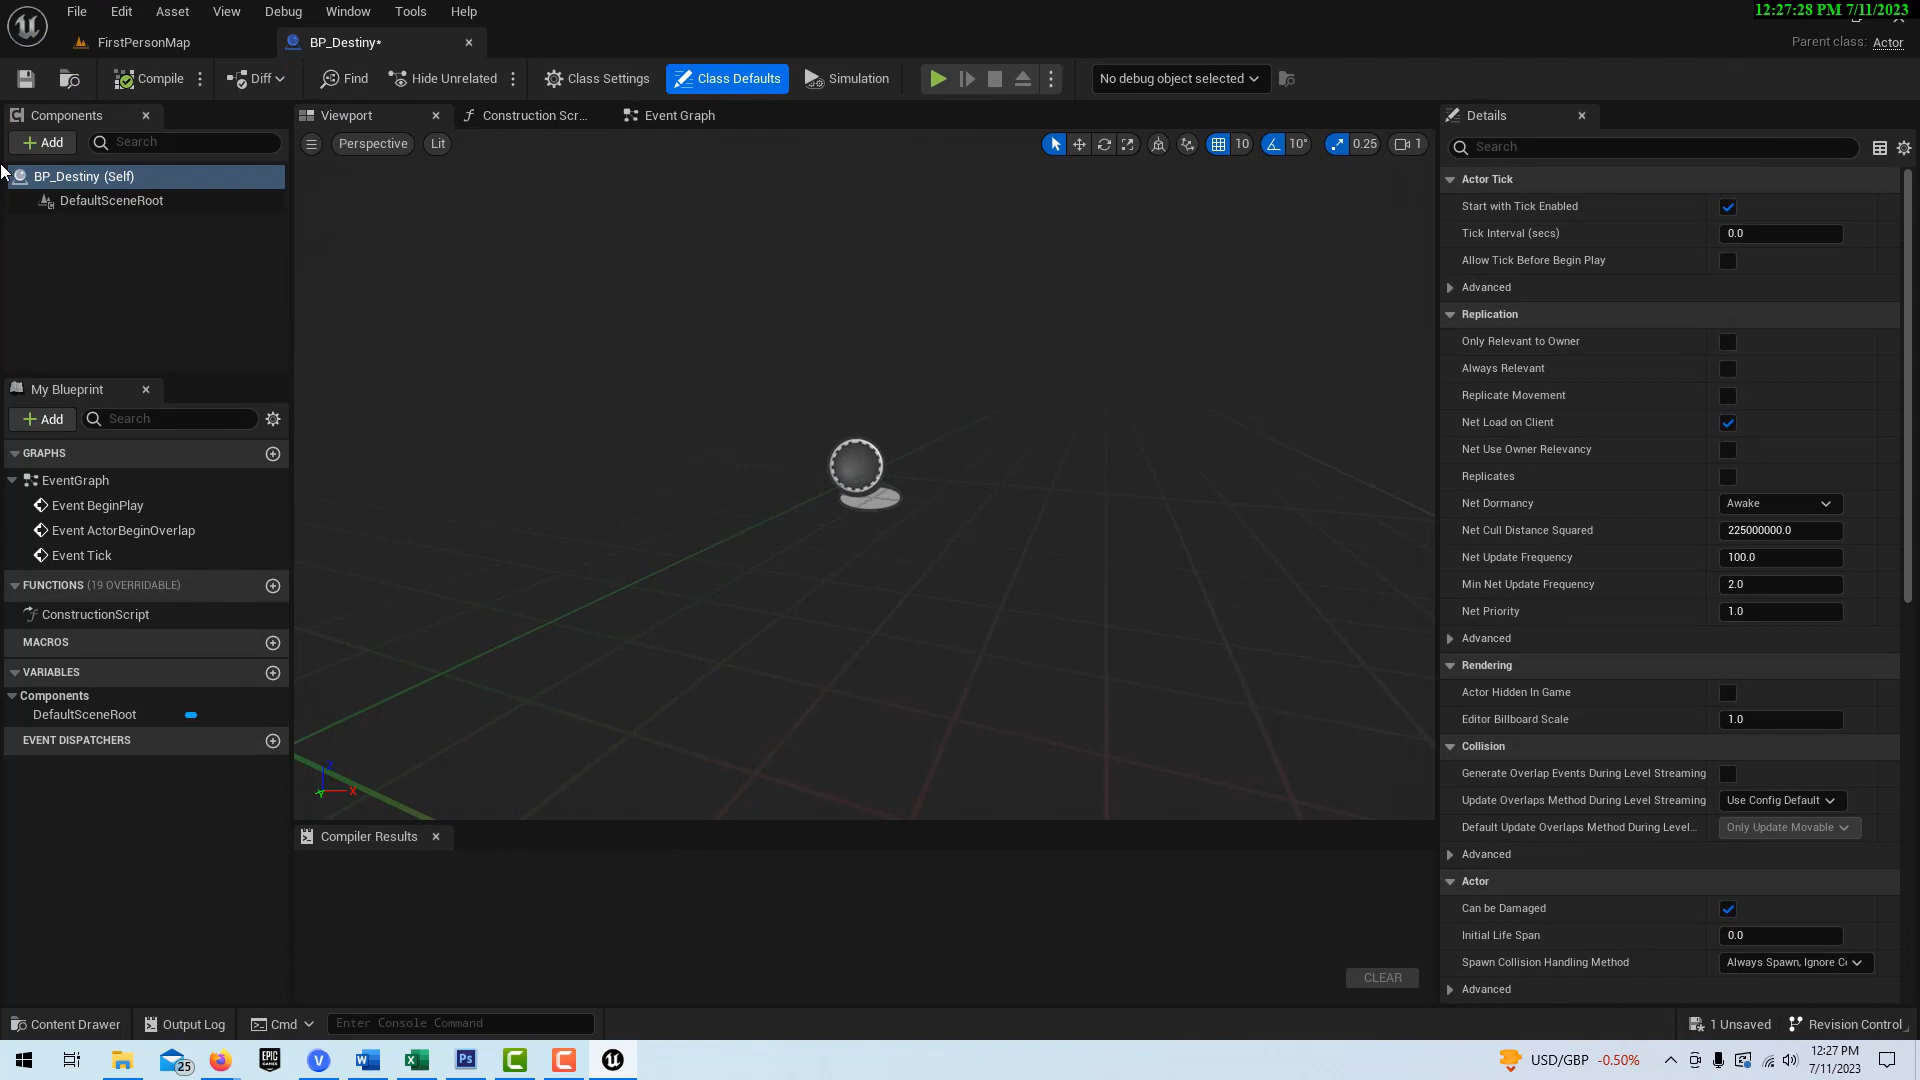 File Edit Asset View Debug Window Tools Help
12:27:28 PM 7/11/2023
FirstPersonMap BP_Destiny*
Parent class: Actor
Compile Diff Find Hide Unrelated Class Settings Class Defaults Simulation No debug object selected
Components
Add Search
BP_Destiny (Self)
DefaultSceneRoot
My Blueprint
Add Search
GRAPHS
EventGraph
Event BeginPlay
Event ActorBeginOverlap
Event Tick
FUNCTIONS (19 OVERRIDABLE)
ConstructionScript
MACROS
VARIABLES
Components
DefaultSceneRoot
EVENT DISPATCHERS
Viewport Construction Scr... Event Graph
Perspective Lit 10 10° 0.25 1
Z
Y X
Compiler Results
CLEAR
Details
Search
Actor Tick
Start with Tick Enabled
Tick Interval (secs) 0.0
Allow Tick Before Begin Play
Advanced
Replication
Only Relevant to Owner
Always Relevant
Replicate Movement
Net Load on Client
Net Use Owner Relevancy
Replicates
Net Dormancy Awake
Net Cull Distance Squared 225000000.0
Net Update Frequency 100.0
Min Net Update Frequency 2.0
Net Priority 1.0
Advanced
Rendering
Actor Hidden In Game
Editor Billboard Scale 1.0
Collision
Generate Overlap Events During Level Streaming
Update Overlaps Method During Level Streaming Use Config Default
Default Update Overlaps Method During Level... Only Update Movable
Advanced
Actor
Can be Damaged
Initial Life Span 0.0
Spawn Collision Handling Method Always Spawn, Ignore Co
Advanced
Content Drawer Output Log Cmd Enter Console Command 1 Unsaved Revision Control
25 EPIC GAMES V W X Ps C C USD/GBP -0.50% 12:27 PM
7/11/2023